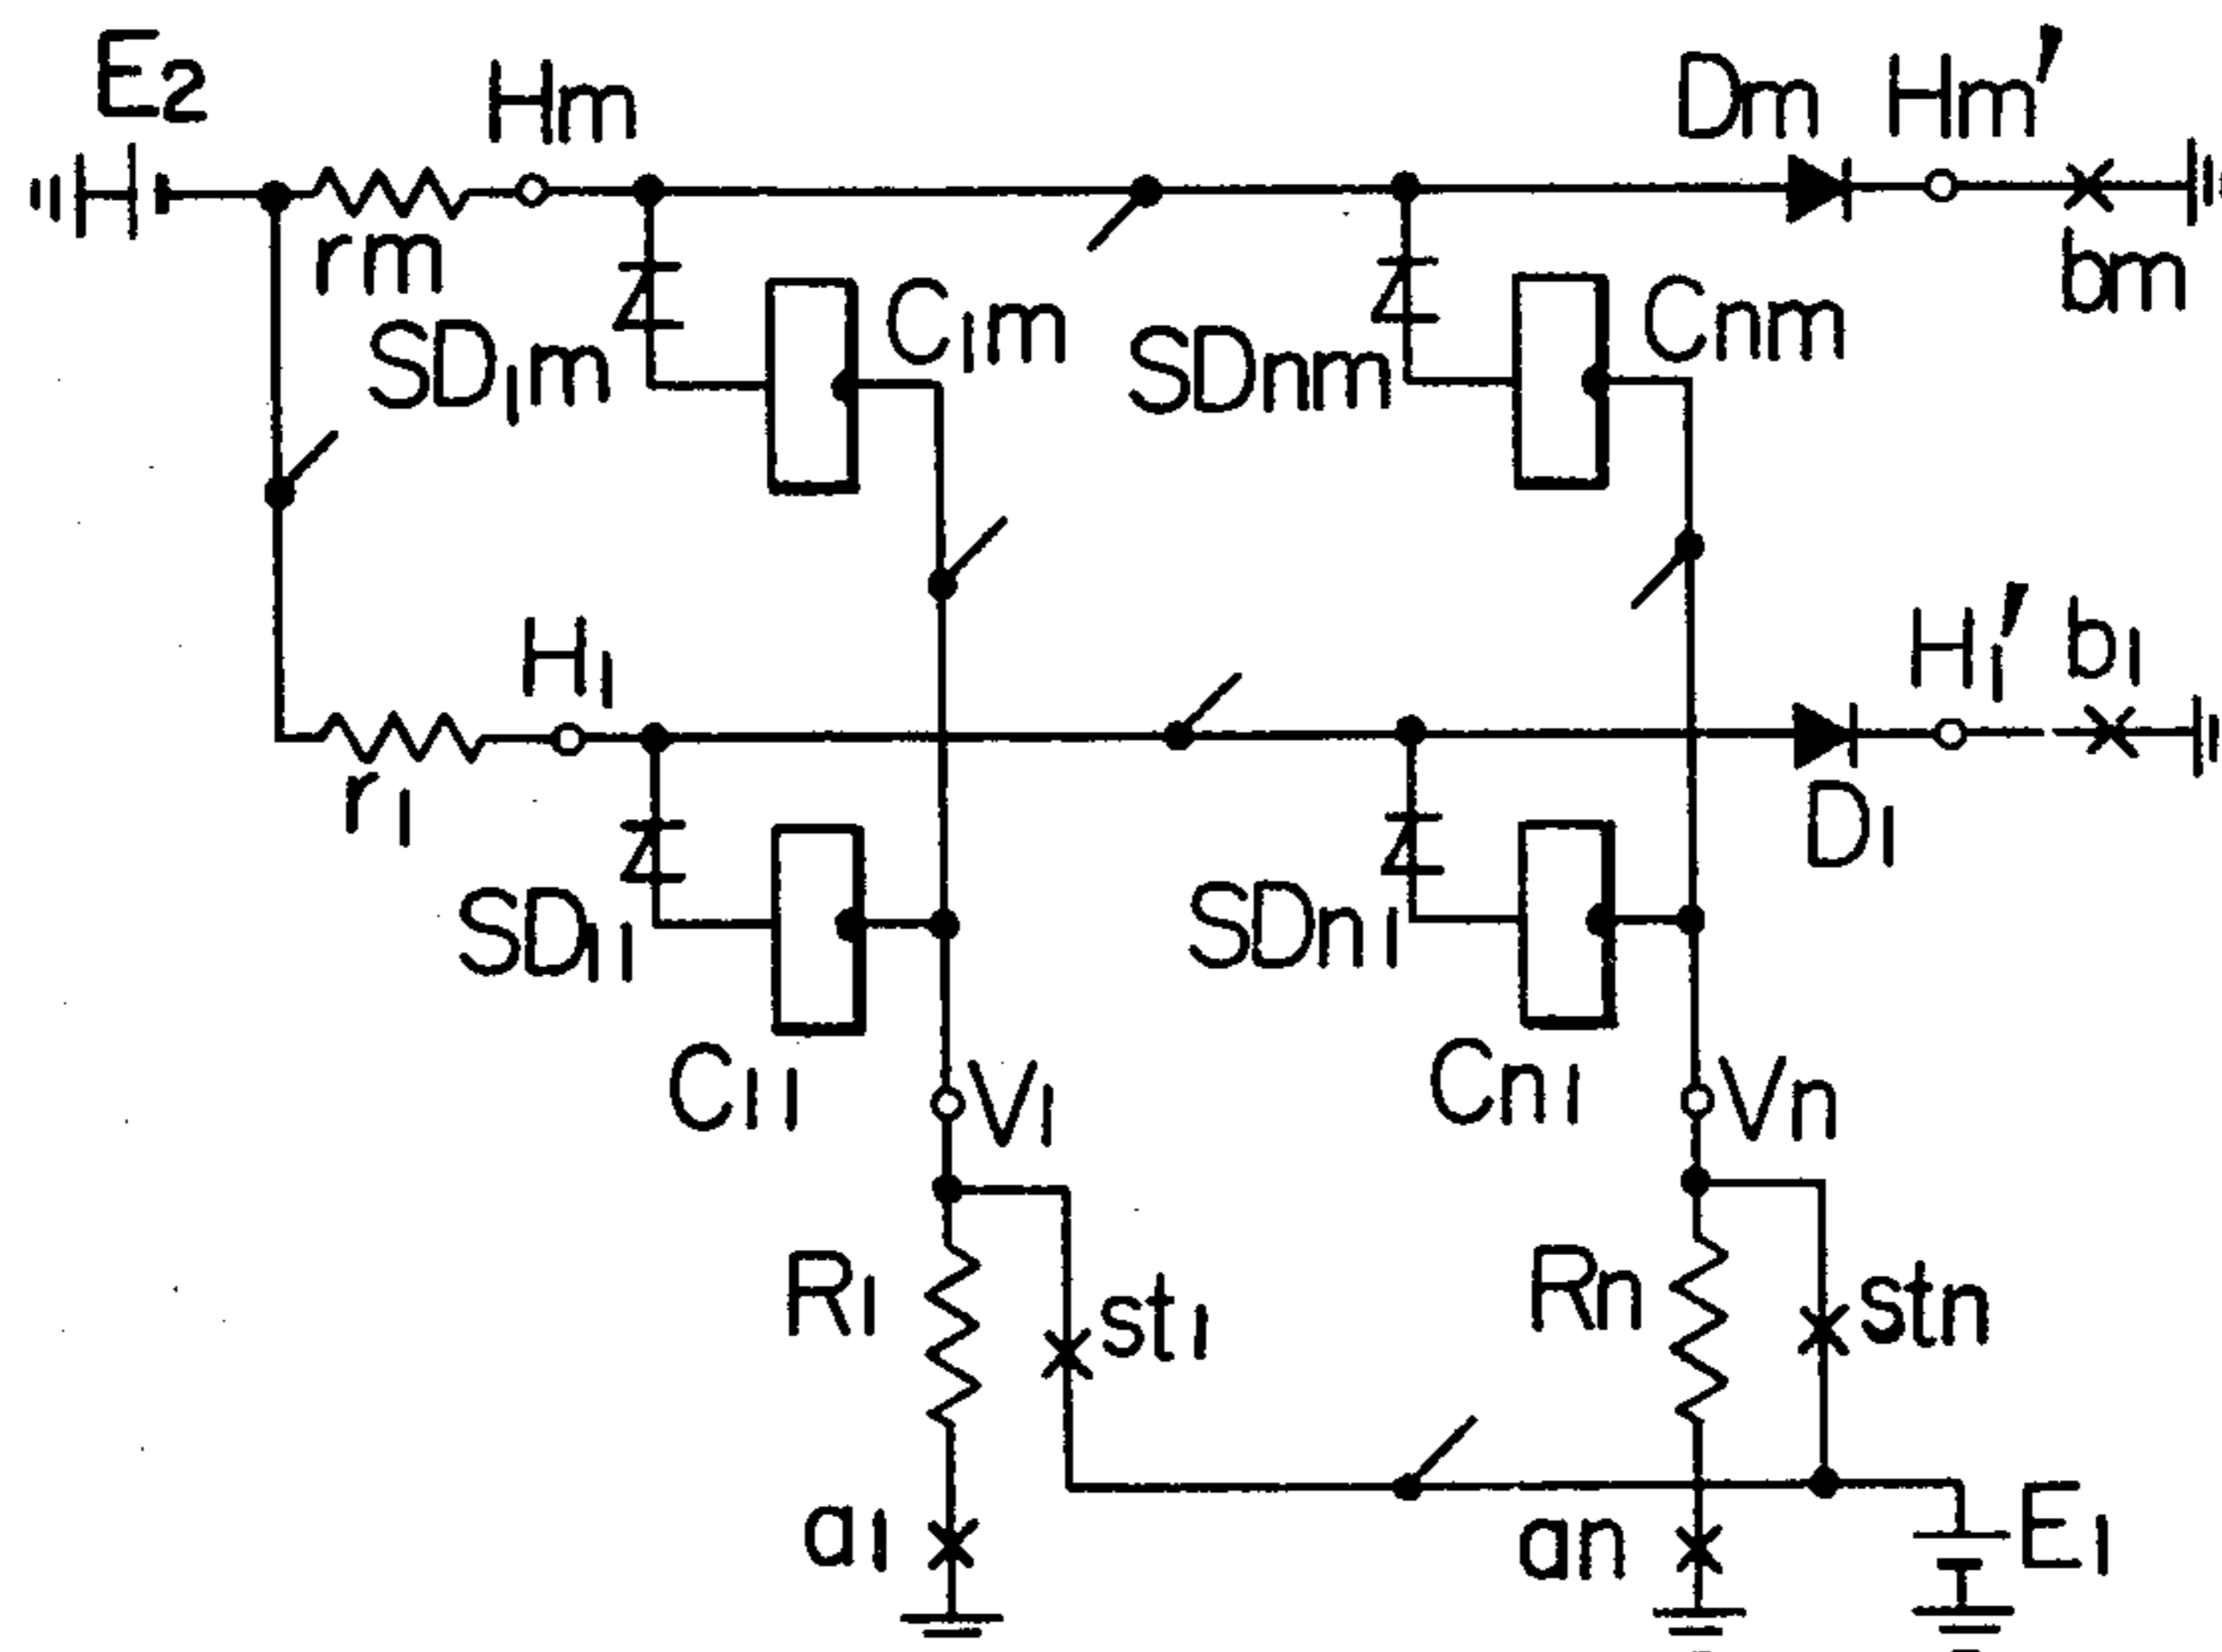 E2
Hm
Dm
Hm'
rm
bm
SD1m
C1m
SDnm
Cnm
H1
H1'
b1
r1
D1
SD11
SDn1
C11
V1
Cn1
Vn
R1
st1
Rn
stn
a1
an
E1